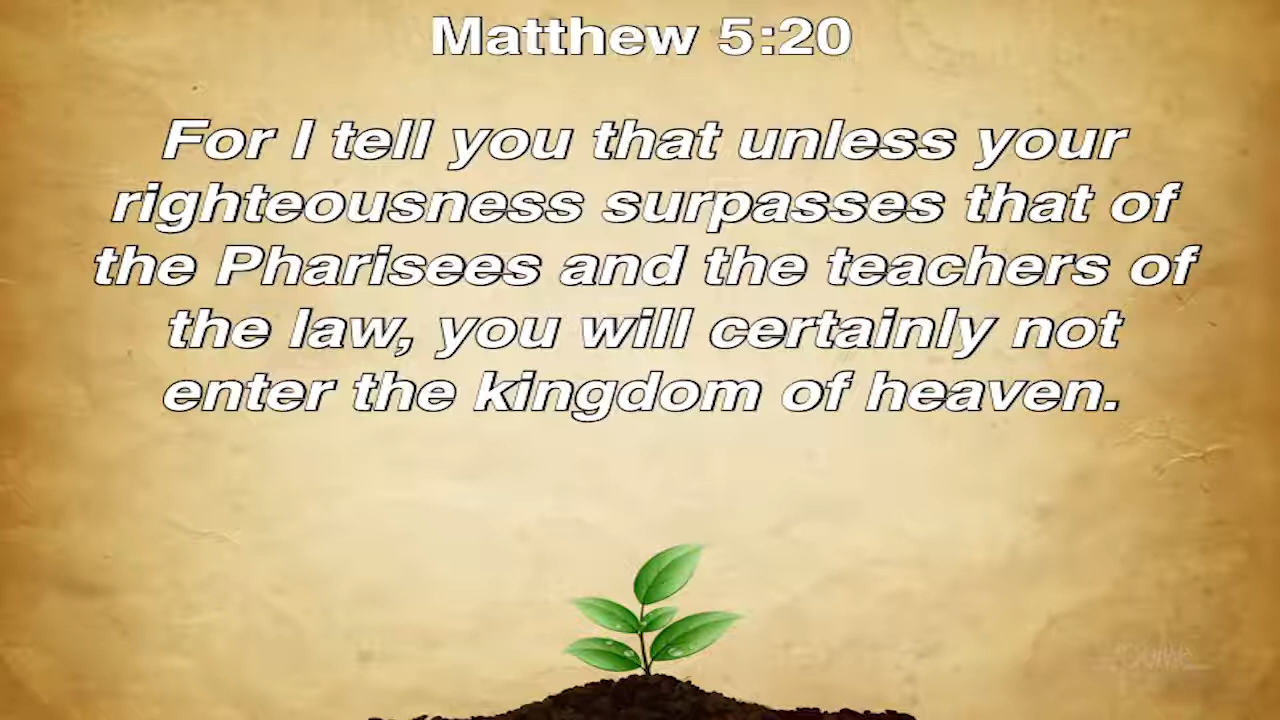 Matthew 5:20
For I tell you that unless your
righteousness surpasses that of
the Pharisees and the teachers of
the law, you will certainly not
enter the kingdom of heaven.